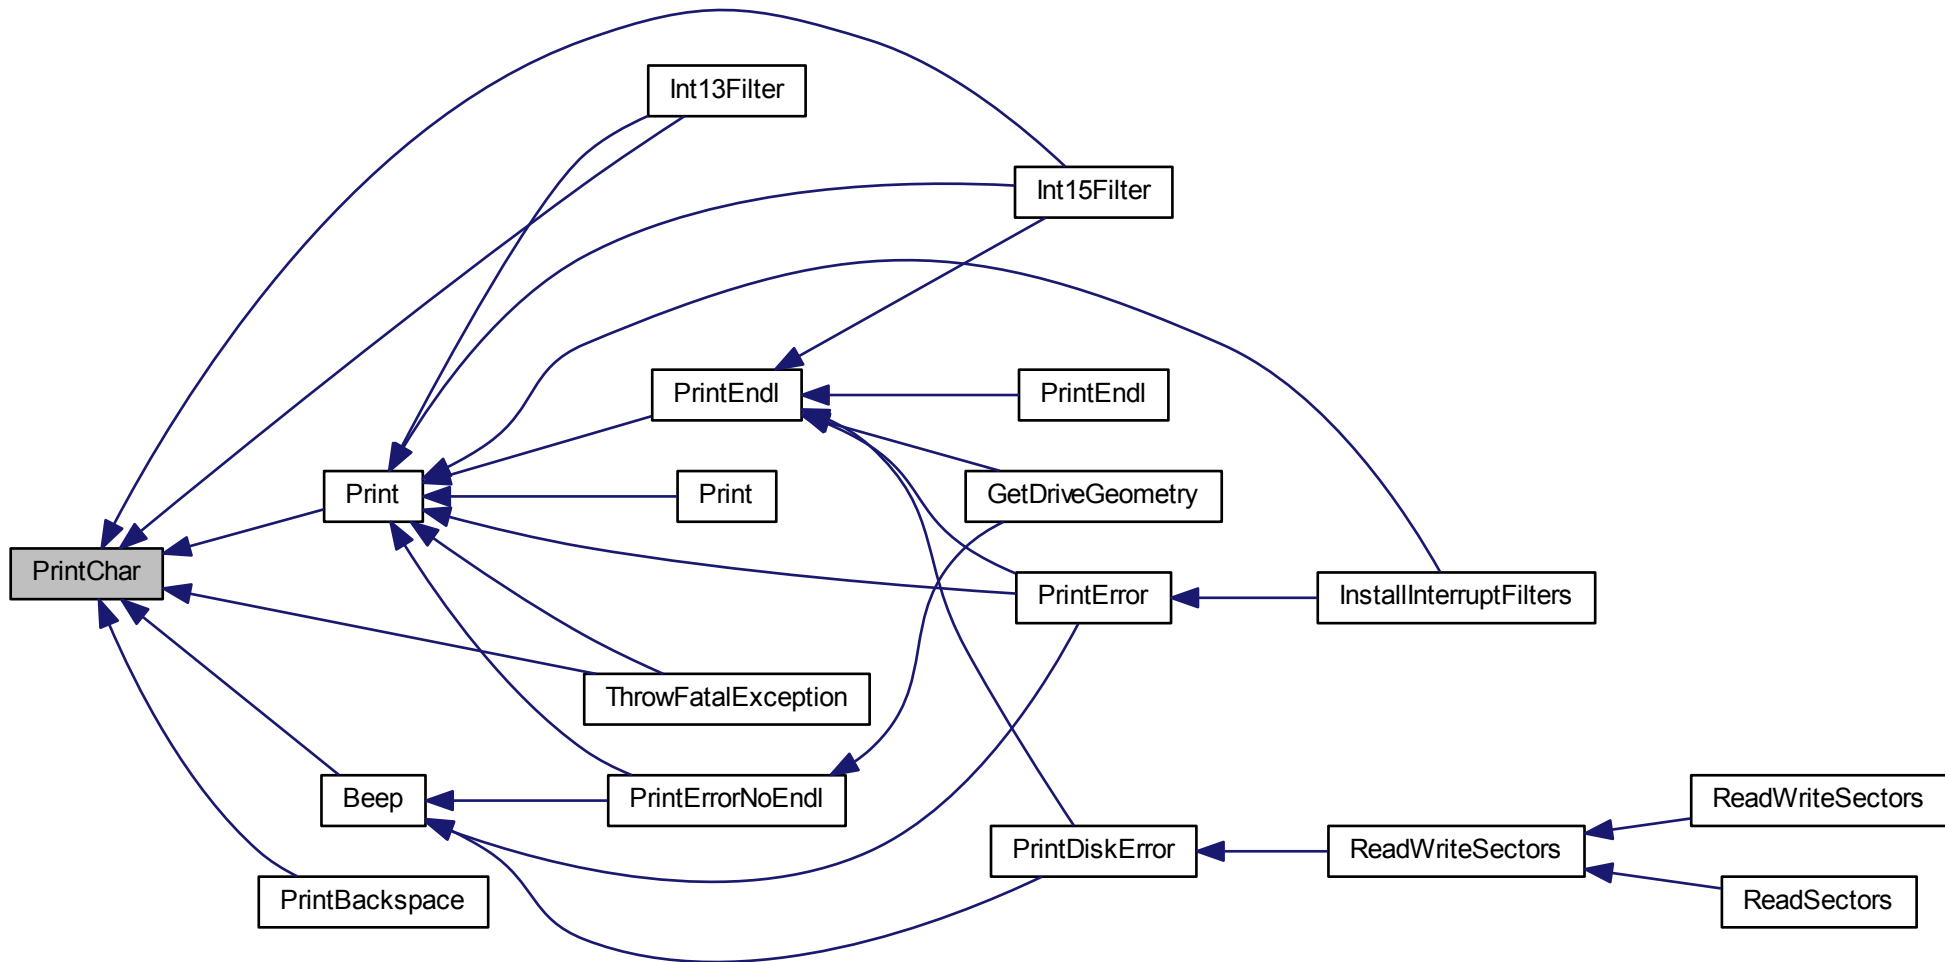 Int13Filter
Int15Filter
PrintEndl
PrintEndl
Print
Print
GetDriveGeometry
PrintChar
PrintError
InstallInterruptFilters
ThrowFatalException
Beep
PrintErrorNoEndl
ReadWriteSectors
PrintDiskError
ReadWriteSectors
PrintBackspace
ReadSectors